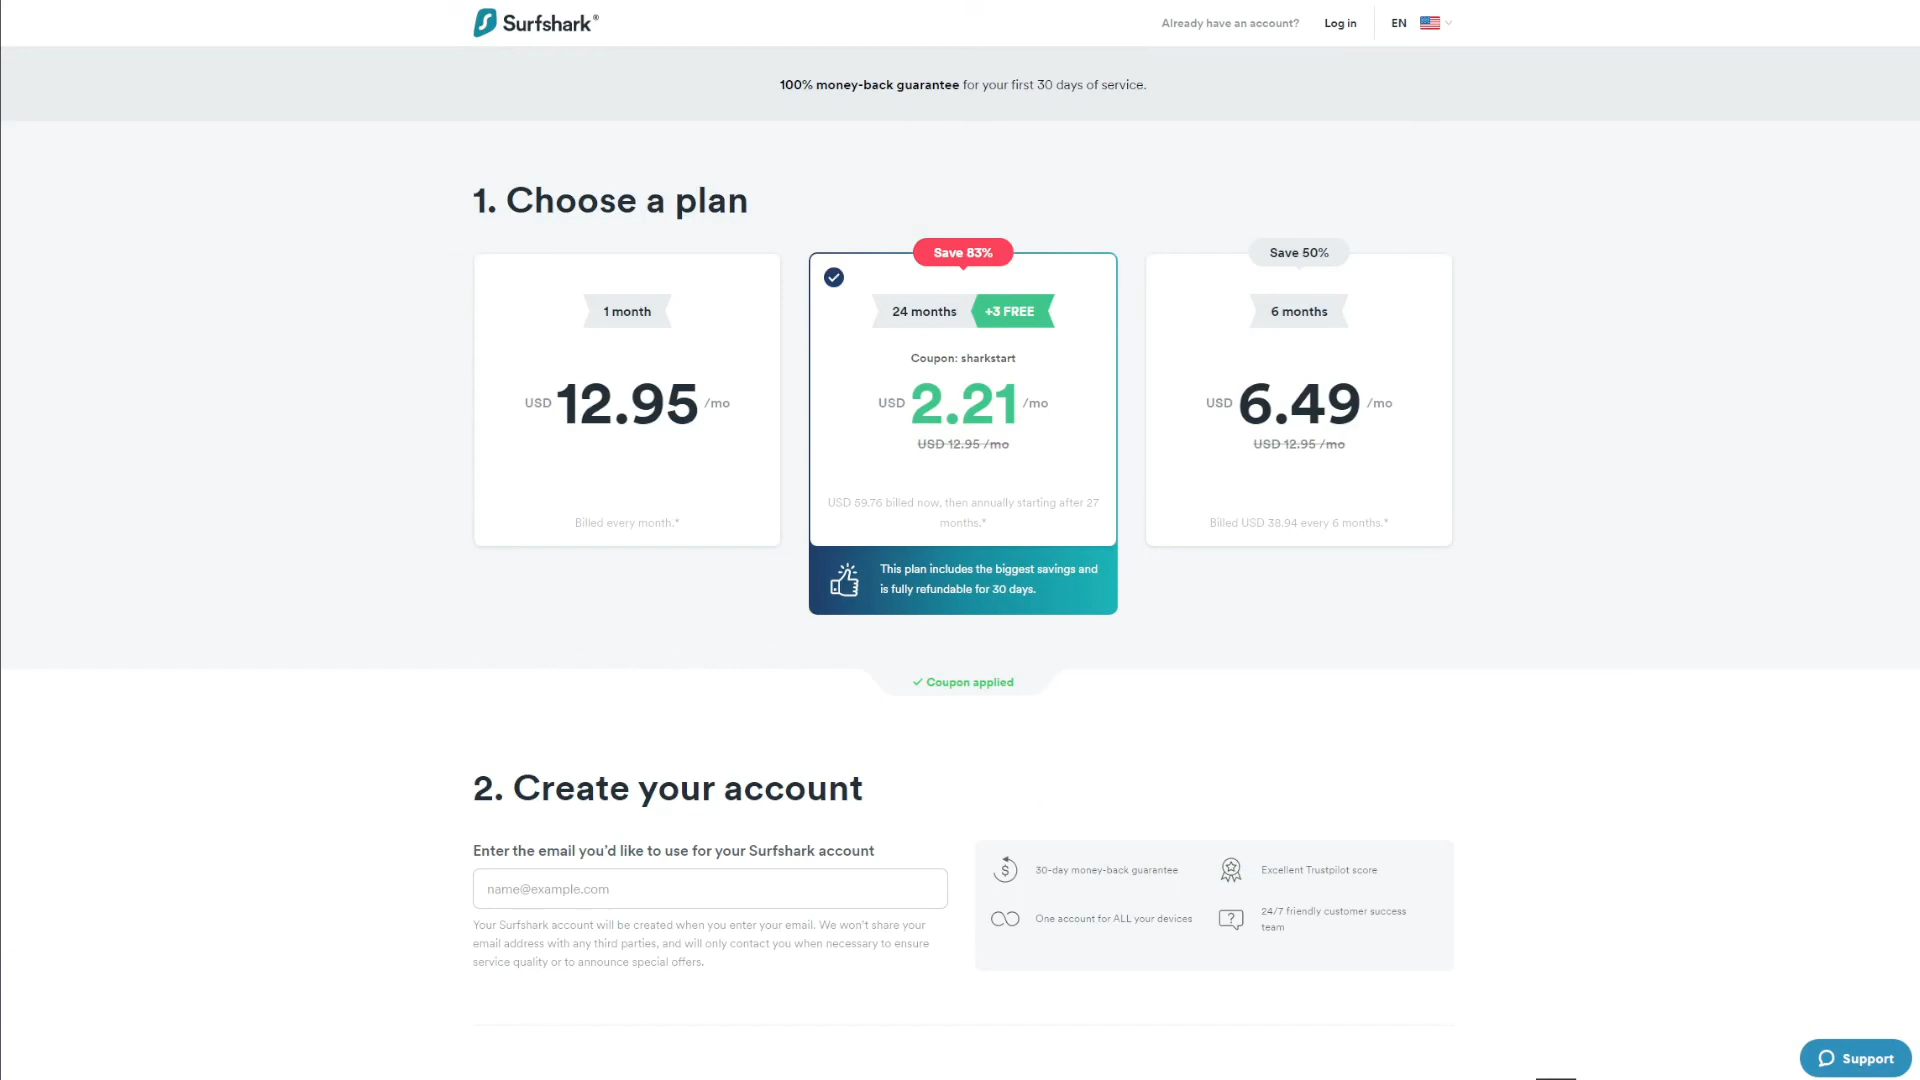 Surfshark®
Already have an account?
Log in
EN
100% money-back guarantee for your first 30 days of service.
1. Choose a plan
1 month
USD 12.95 /mo
Billed every month.*
Save 83%
24 months
+3 FREE
Coupon: sharkstart
USD 2.21 /mo
USD 12.95 /mo
USD 59.76 billed now, then annually starting after 27
months.*
This plan includes the biggest savings and
is fully refundable for 30 days.
Save 50%
6 months
USD 6.49 /mo
USD 12.95 /mo
Billed USD 38.94 every 6 months.*
Coupon applied
2. Create your account
Enter the email you'd like to use for your Surfshark account
name@example.com
Your Surfshark account will be created when you enter your email. We won't share your
email address with any third parties, and will only contact you when necessary to ensure
service quality or to announce special offers.
30-day money-back guarantee
Excellent Trustpilot score
One account for ALL your devices
24/7 friendly customer success
team
Support